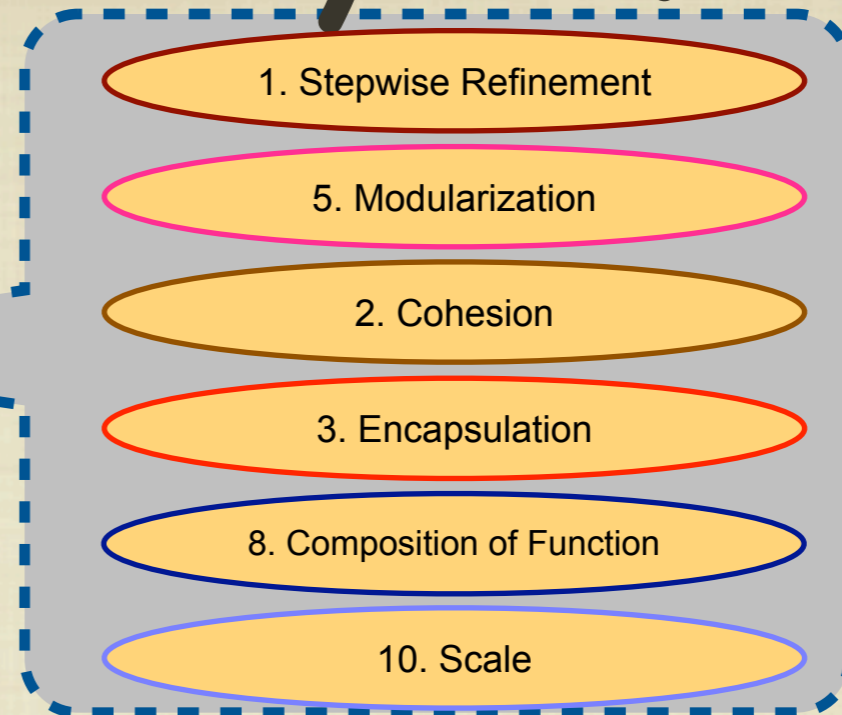 1. Stepwise Refinement
5. Modularization
2. Cohesion
3. Encapsulation
8. Composition of Function
10. Scale